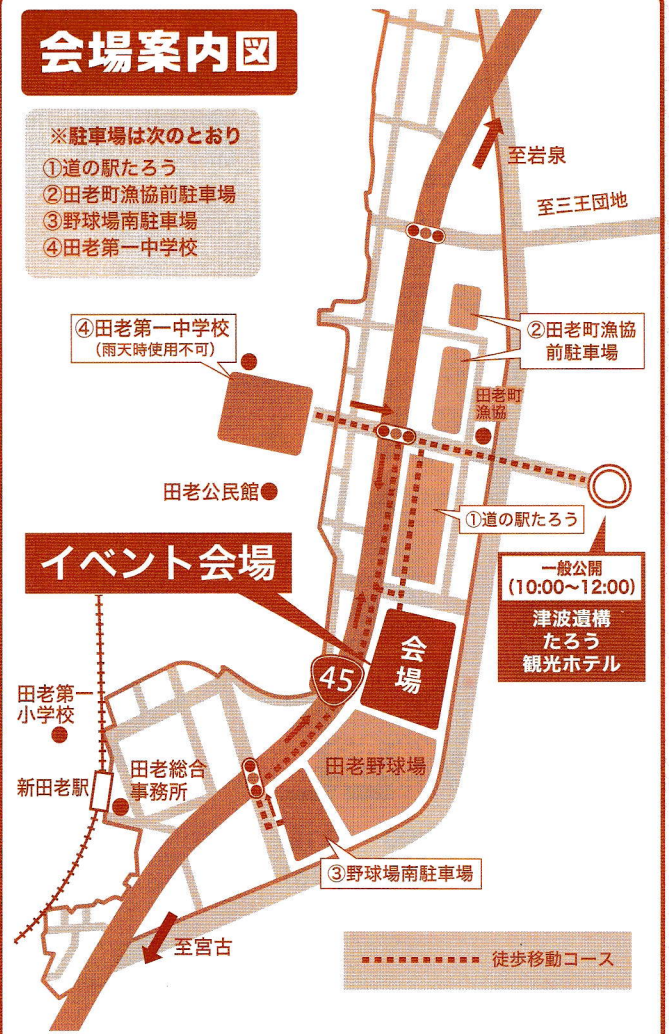 会場案内図
※駐車場は次のとおり
①道の駅たろう
②田老町漁協前駐車場
③野球場南駐車場
④田老第一中学校
至岩泉
至三王団地
④田老第一中学校
(雨天時使用不可)
②田老町漁協
前駐車場
田老町
漁協
田老公民館
①道の駅たろう
イベント会場
一般公開
(10:00〜12:00)
津波遺構
たろう
観光ホテル
会
場
45
田老第一
小学校
田老野球場
新田老駅
田老総合
事務所
③野球場南駐車場
至宮古
徒歩移動コース